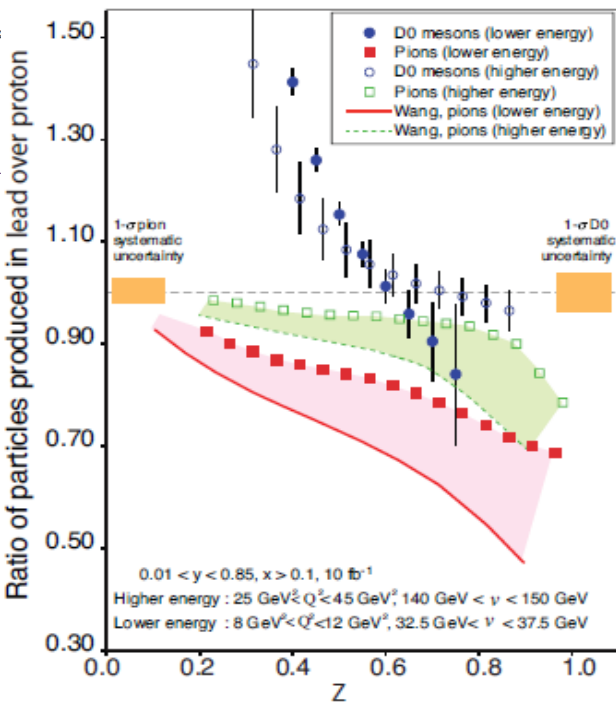 Ratio of particles produced in lead over proton
1.50
1.30
1.10
0.90
0.70
0.50
0.30
D0 mesons (lower energy)
Pions (lower energy)
D0 mesons (higher energy)
Pions (higher energy)
Wang, pions (lower energy)
Wang, pions (higher energy)
1-σ pion
systematic
uncertainty
1-σ D0
systematic
uncertainty
0.01 < y < 0.85, x > 0.1, 10 fb⁻¹
Higher energy : 25 GeV²< Q² <45 GeV², 140 GeV < ν < 150 GeV
Lower energy : 8 GeV²< Q² <12 GeV², 32.5 GeV< ν < 37.5 GeV
0.0 0.2 0.4 0.6 0.8 1.0
Z